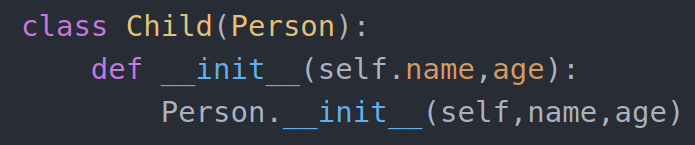 class Child(Person):
    def __init__(self.name,age):
        Person.__init__(self,name,age)